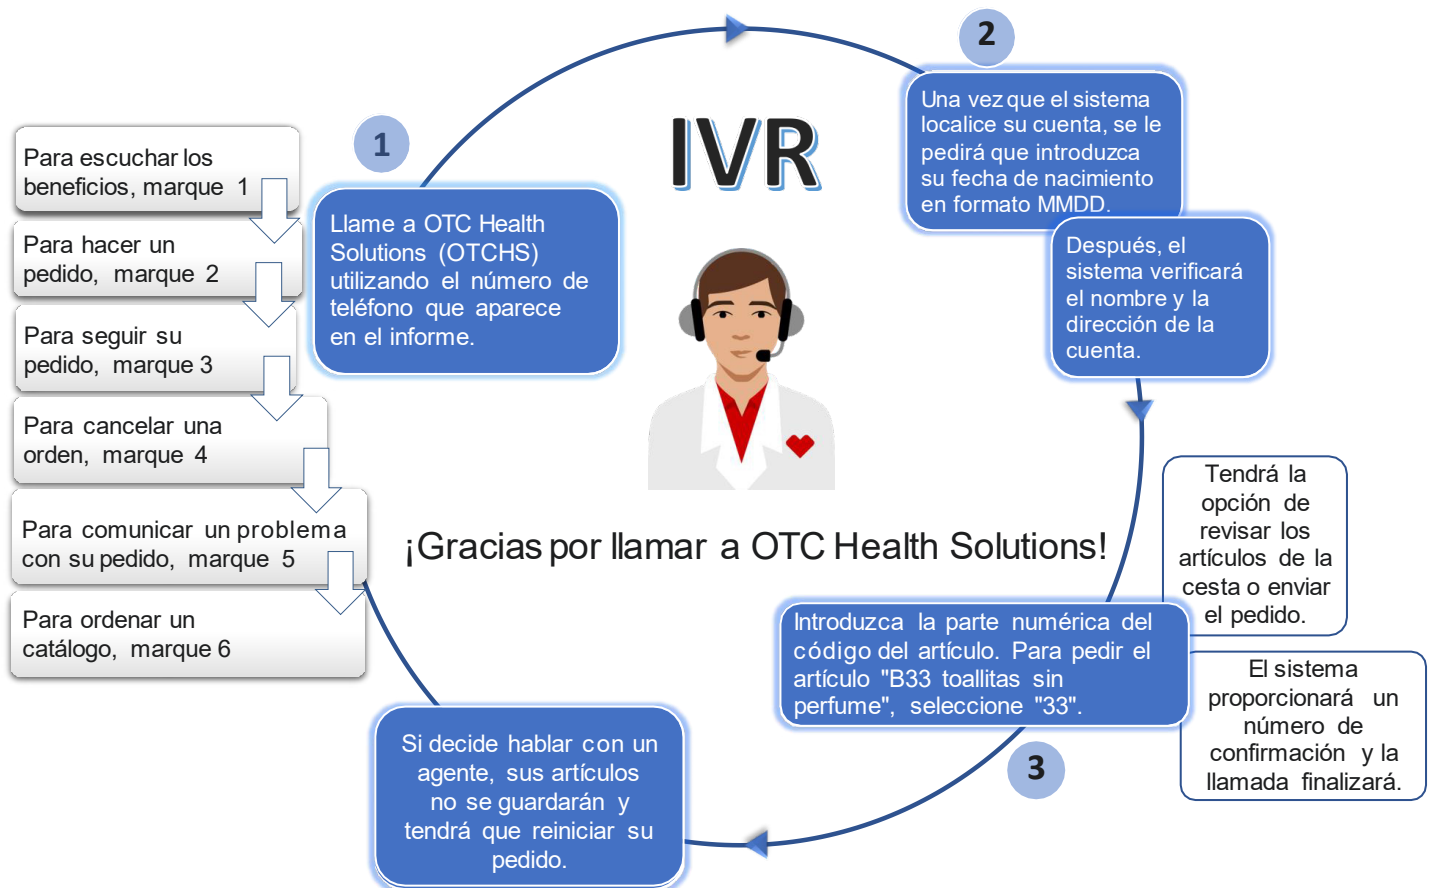 IVR
1
Llame a OTC Health
Solutions (OTCHS)
utilizando el número de
teléfono que aparece
en el informe.
Para escuchar los
beneficios, marque 1
Para hacer un
pedido, marque 2
Para seguir su
pedido, marque 3
Para cancelar una
orden, marque 4
Para comunicar un problema
con su pedido, marque 5
Para ordenar un
catálogo, marque 6
2
Una vez que el sistema
localice su cuenta, se le
pedirá que introduzca
su fecha de nacimiento
en formato MMDD.
Después, el
sistema verificará
el nombre y la
dirección de la
cuenta.
3
Introduzca la parte numérica del
código del artículo. Para pedir el
artículo "B33 toallitas sin
perfume", seleccione "33".
Tendrá la
opción de
revisar los
artículos de la
cesta o enviar
el pedido.
El sistema
proporcionará un
número de
confirmación y la
llamada finalizará.
Si decide hablar con un
agente, sus artículos
no se guardarán y
tendrá que reiniciar su
pedido.
¡Gracias por llamar a OTC Health Solutions!